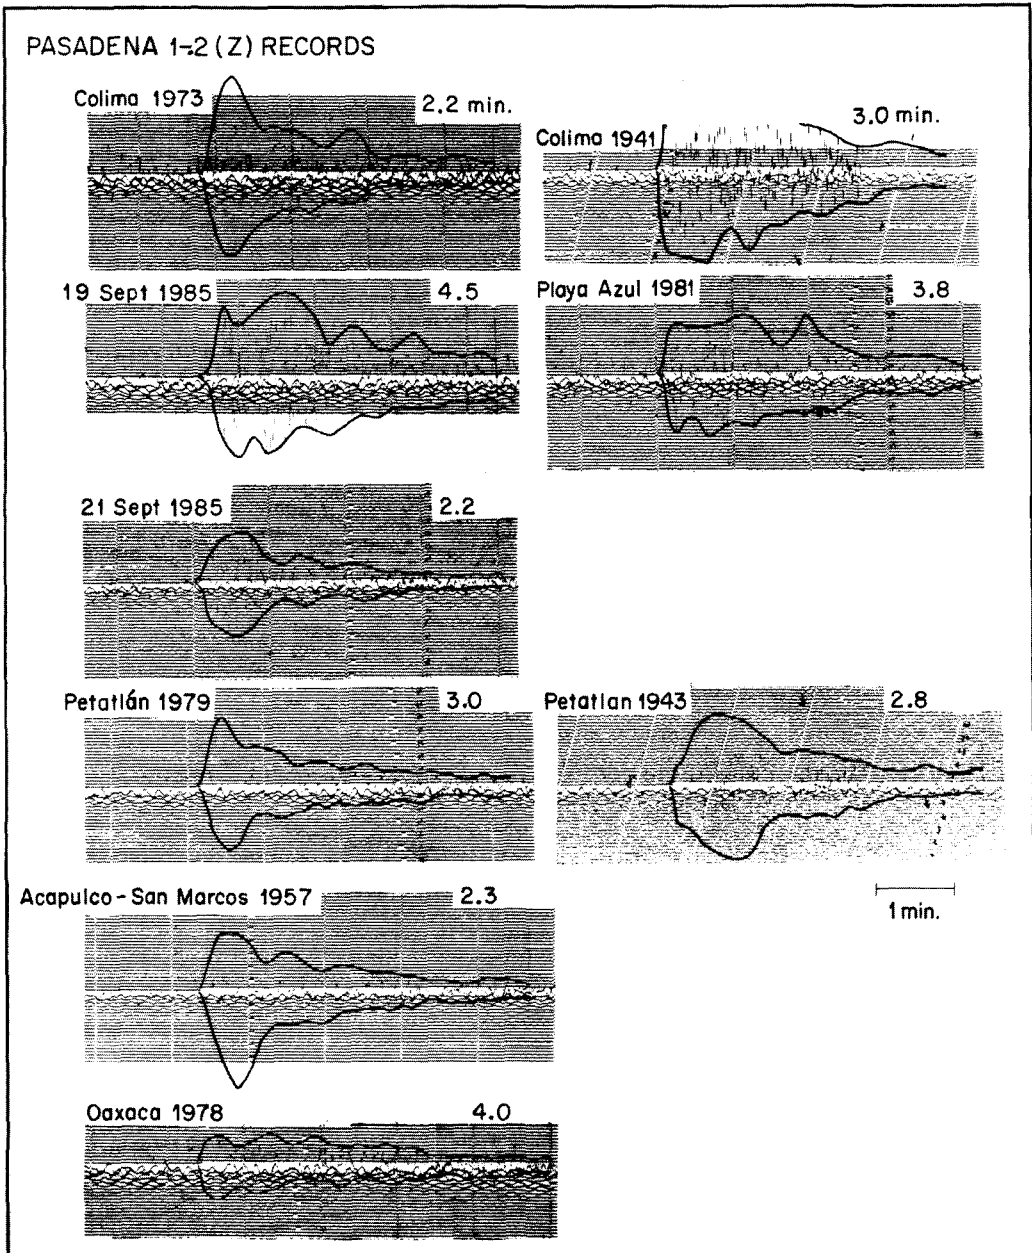 PASADENA 1-.2 (Z) RECORDS
Colima 1973
2.2 min.
Colima 1941
3.0 min.
19 Sept 1985
4.5
Playa Azul 1981
3.8
21 Sept 1985
2.2
Petatlán 1979
3.0
Petatlan 1943
2.8
1 min.
Acapulco - San Marcos 1957
2.3
Oaxaca 1978
4.0